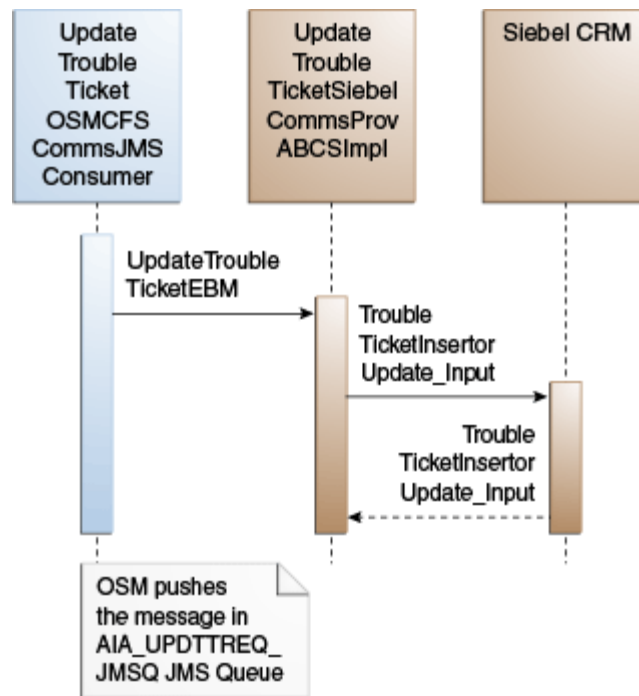 Update
Trouble
Ticket
OSMCFS
CommsJMS
Consumer
Update
Trouble
TicketSiebel
CommsProv
ABCSImpl
Siebel CRM
UpdateTrouble
TicketEBM
Trouble
TicketInsertor
Update_Input
Trouble
TicketInsertor
Update_Input
OSM pushes
the message in
AIA_UPDTTREQ_
JMSQ JMS Queue